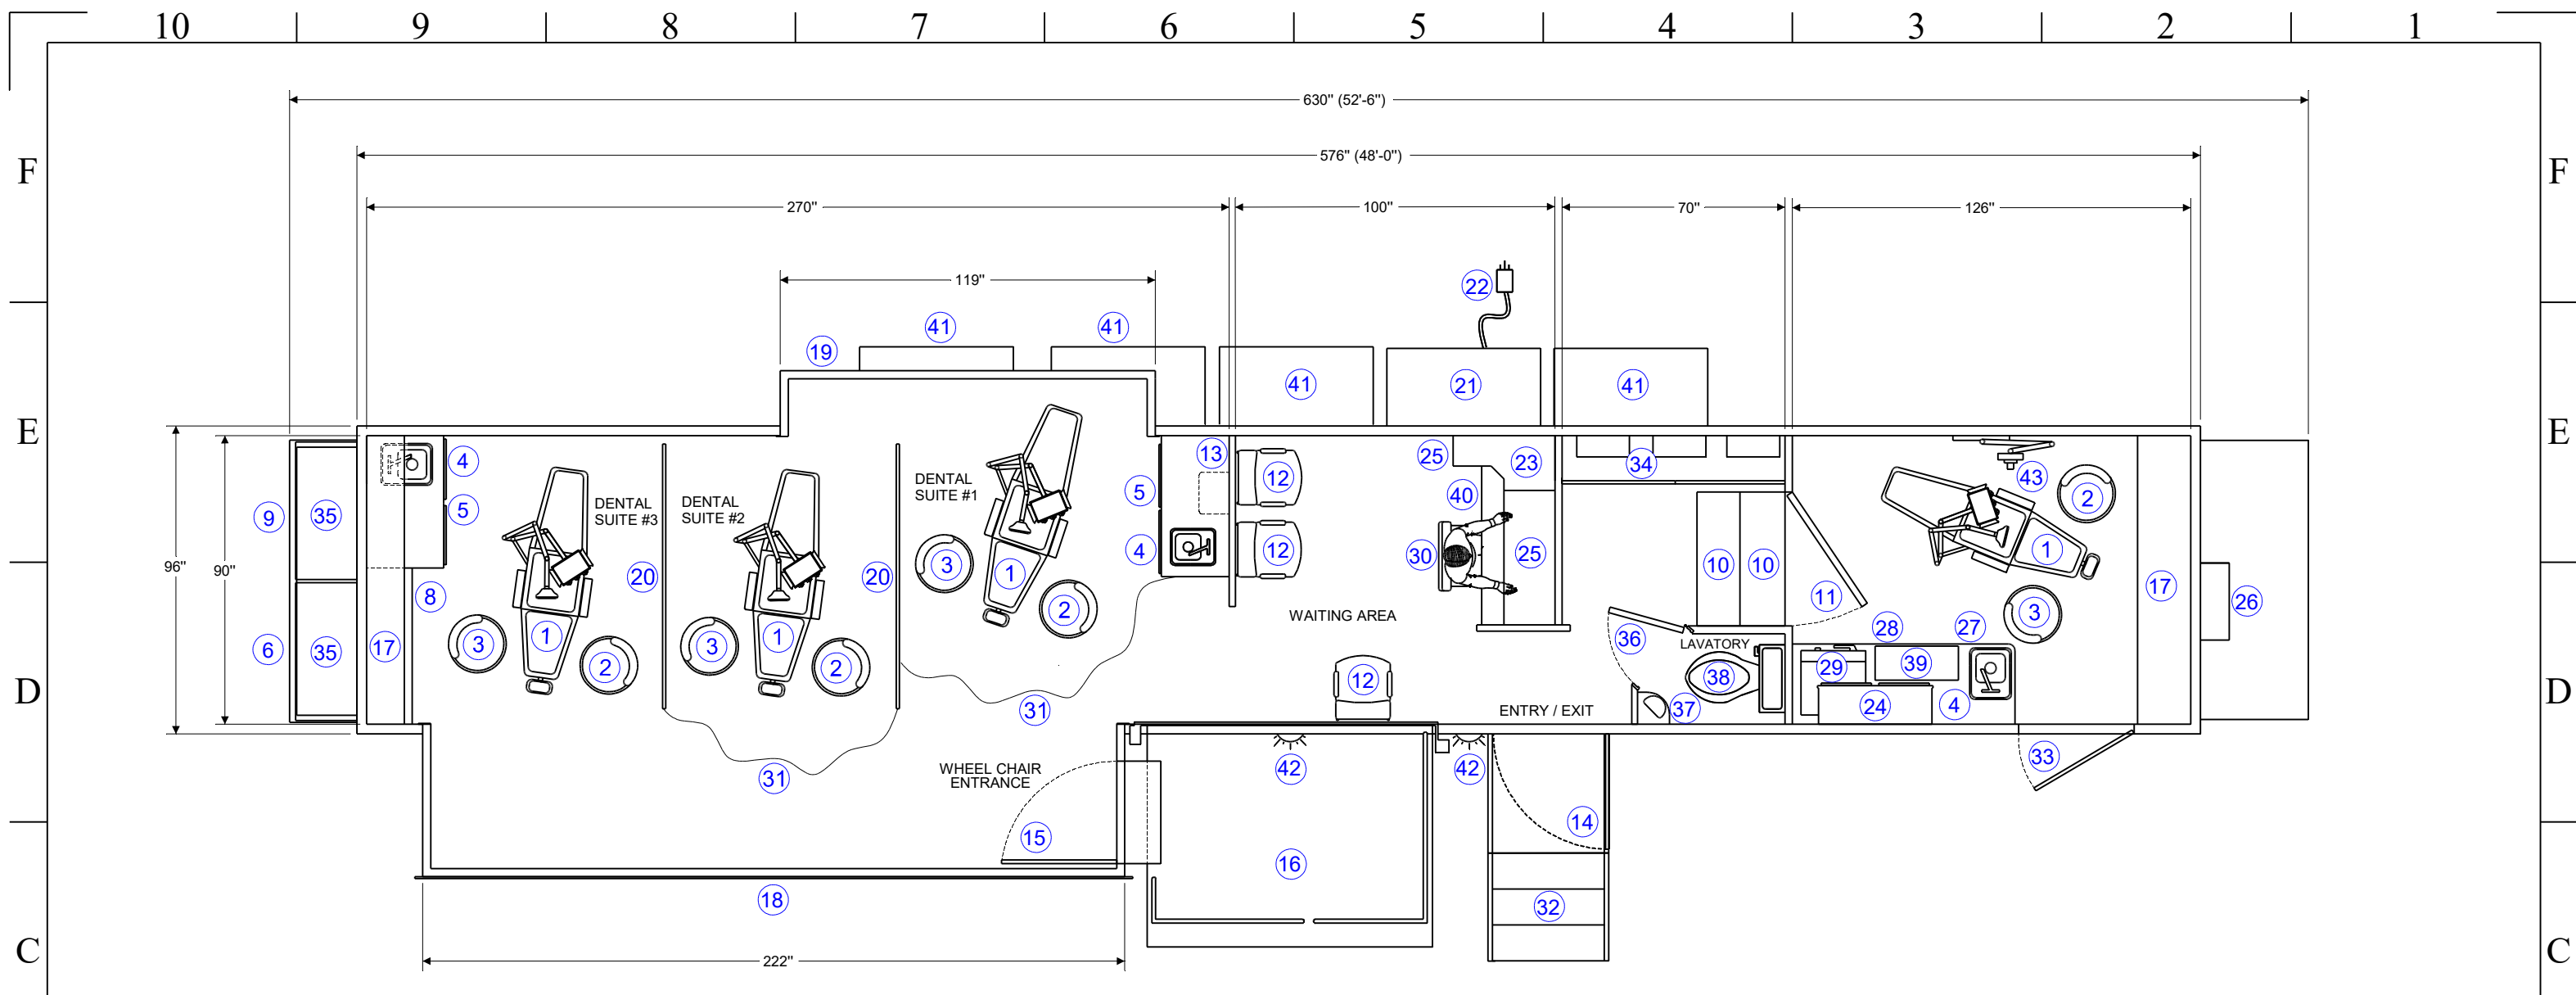 10 9 8 7 6 5 4 3 2 1
630" (52'-6")
F F
576" (48'-0")
270" 100" 70" 126"
119"
22
41 41
19
41 21 41
E E
4 13 25 23 34
12 43
DENTAL
SUITE #1
DENTAL
SUITE #3
DENTAL
SUITE #2
9 35 5 5 40 2
96" 90"
4 12 30 25 10 10 1
20 20 3 1
8 2 11 17 26
3
WAITING AREA
28 27
6 35 17 3 1 2 3 1 2
36 LAVATORY
29 39
12 38
D D
31 ENTRY / EXIT 37 24 4
WHEEL CHAIR
ENTRANCE
31 42 42 33
15 14
16
18 32
C C
222"